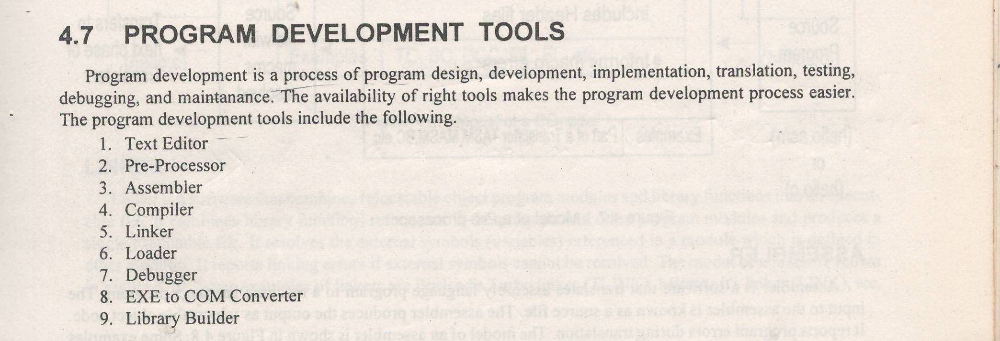 4.7 PROGRAM DEVELOPMENT TOOLS
Program development is a process of program design, development, implementation, translation, testing,
debugging, and maintanance. The availability of right tools makes the program development process easier.
The program development tools include the following.
1. Text Editor
2. Pre-Processor
3. Assembler
4. Compiler
5. Linker
6. Loader
7. Debugger
8. EXE to COM Converter
9. Library Builder